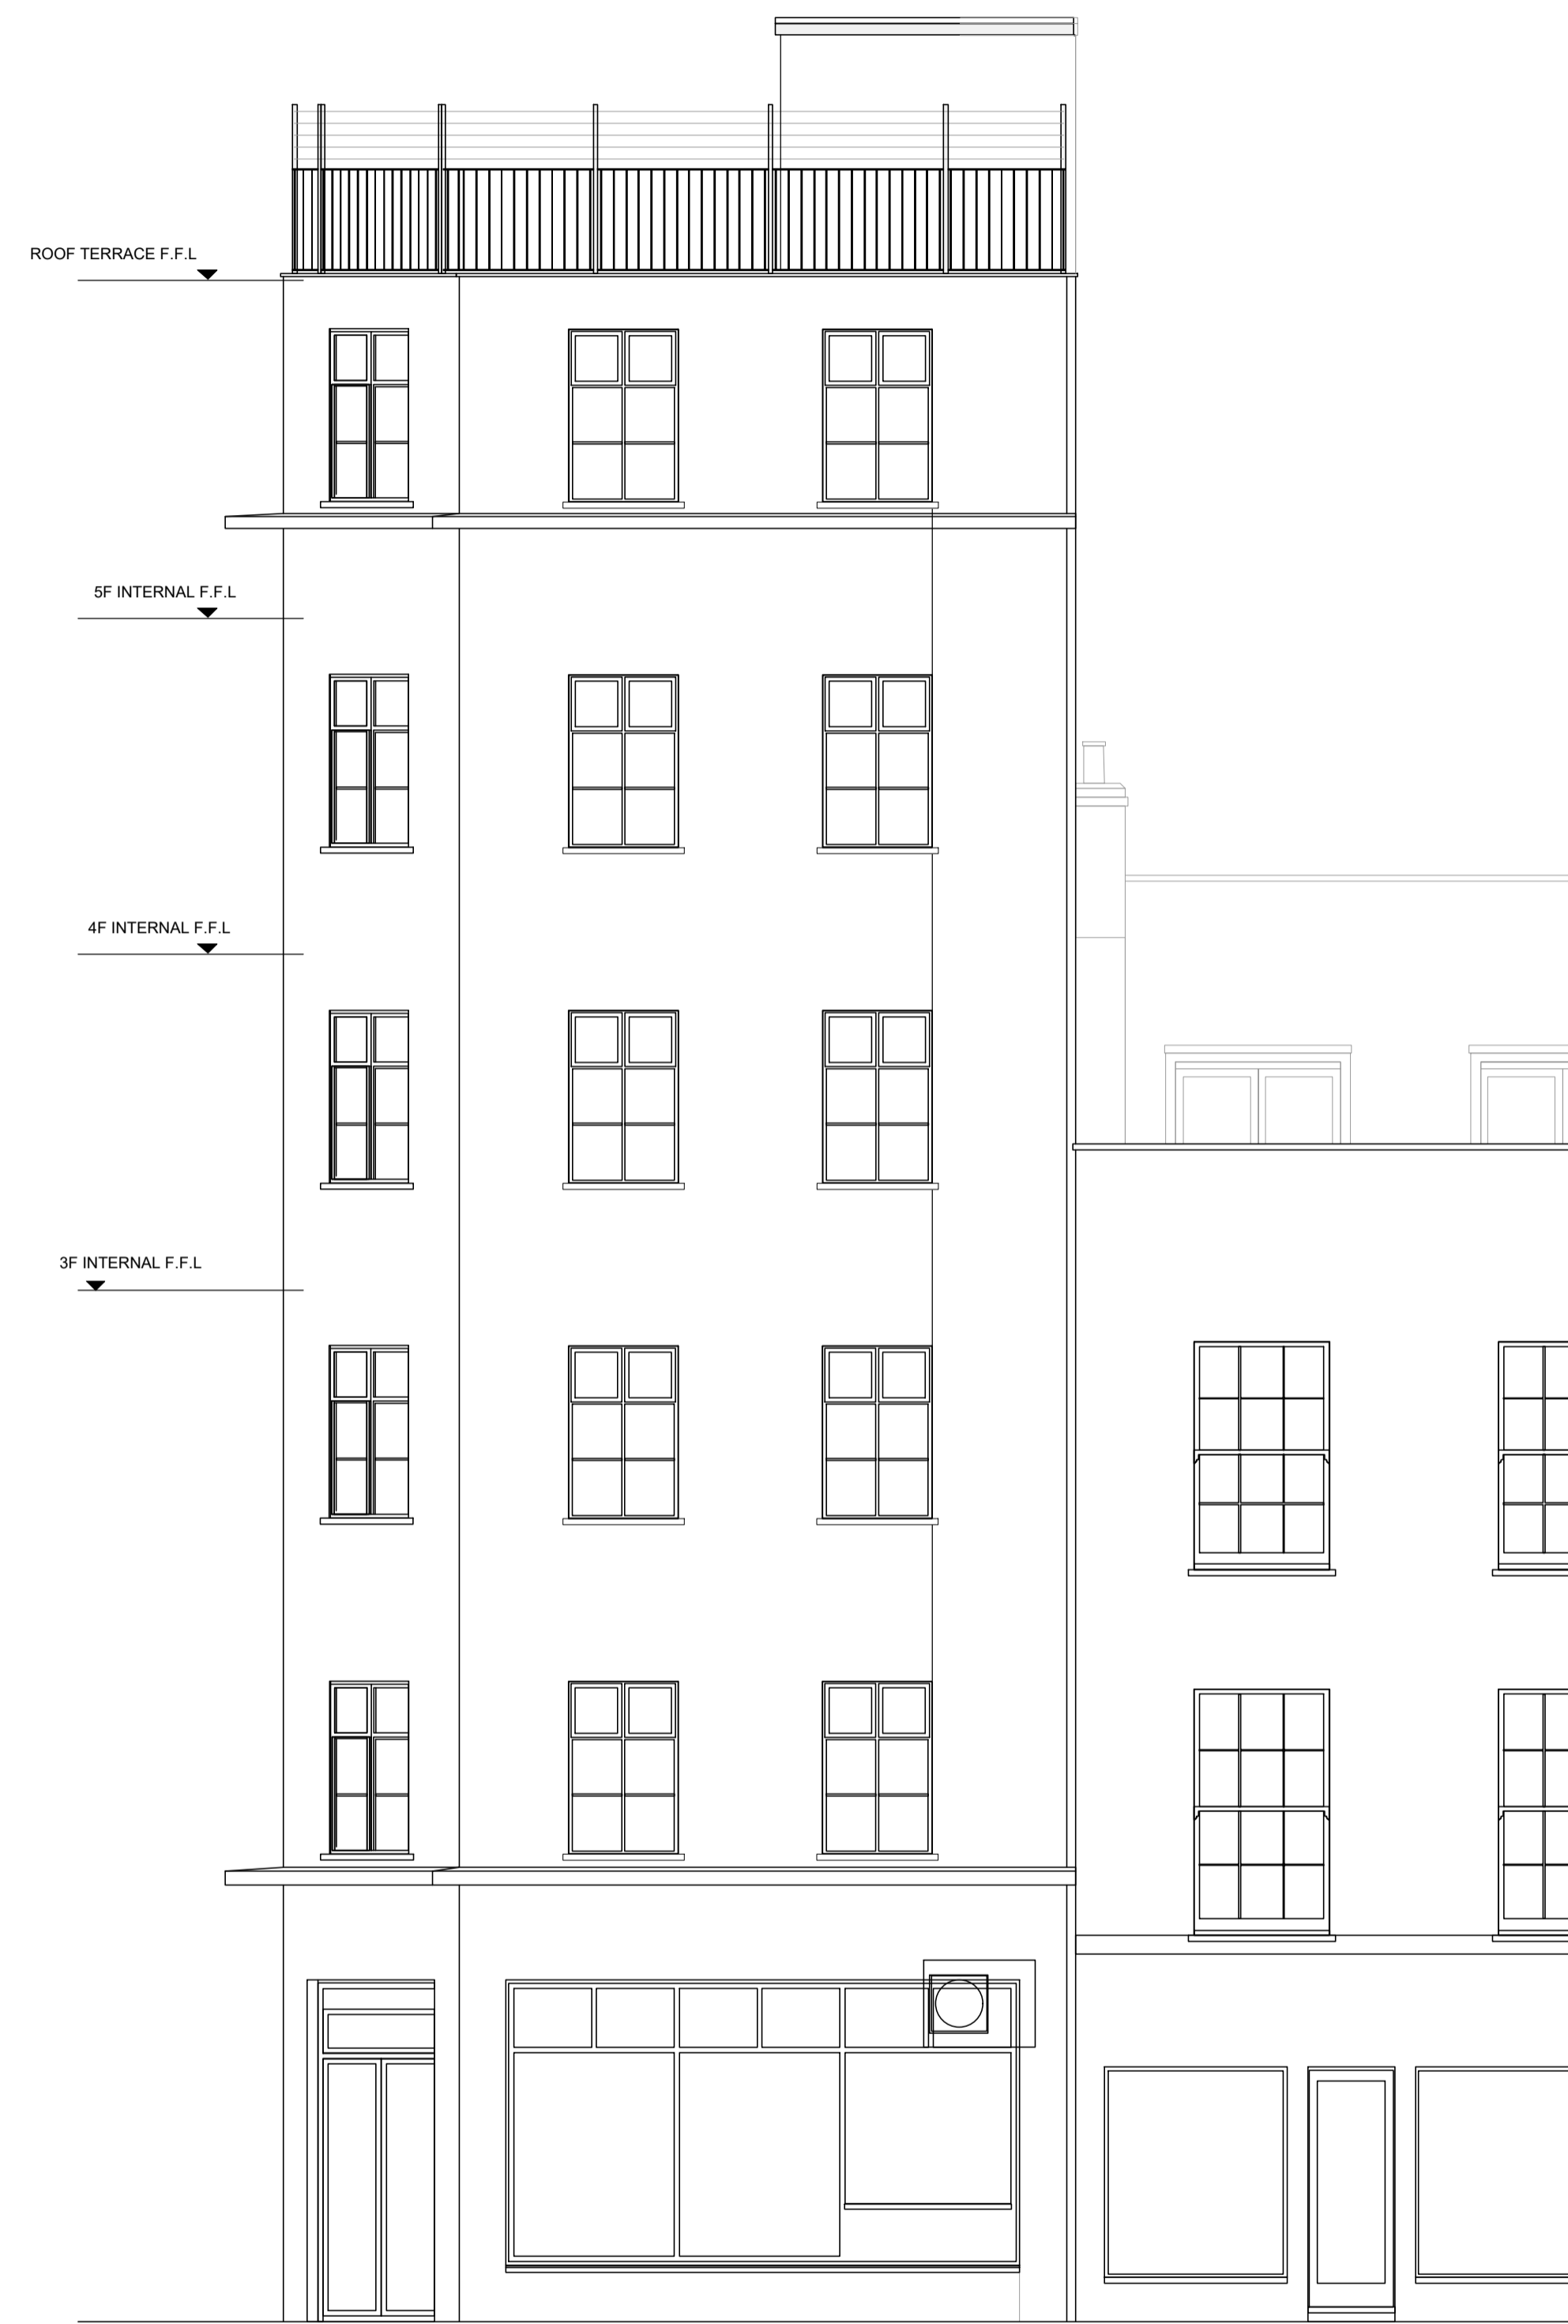 ROOF TERRACE F.F.L
5F INTERNAL F.F.L
4F INTERNAL F.F.L
3F INTERNAL F.F.L